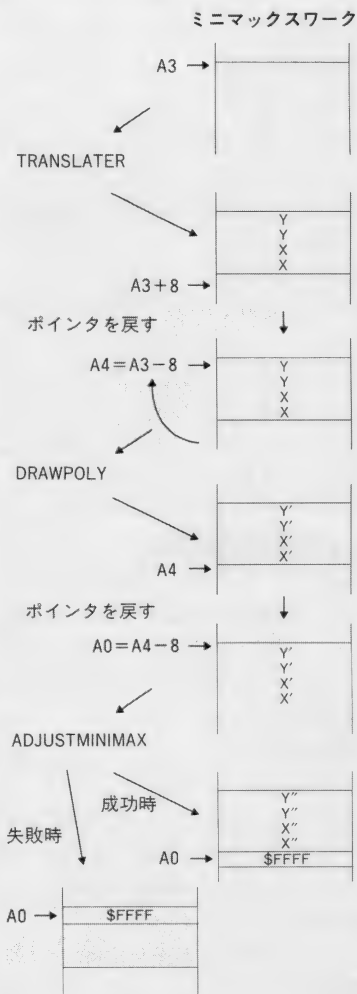 ミニマックスワーク
A3
TRANSLATER
Y
Y
X
X
A3+8
ポインタを戻す
A4=A3−8
Y
Y
X
X
DRAWPOLY
Y′
Y′
X′
X′
A4
ポインタを戻す
A0=A4−8
Y′
Y′
X′
X′
ADJUSTMINIMAX
成功時
失敗時
Y″
Y″
X″
X″
A0
$FFFF
A0
$FFFF